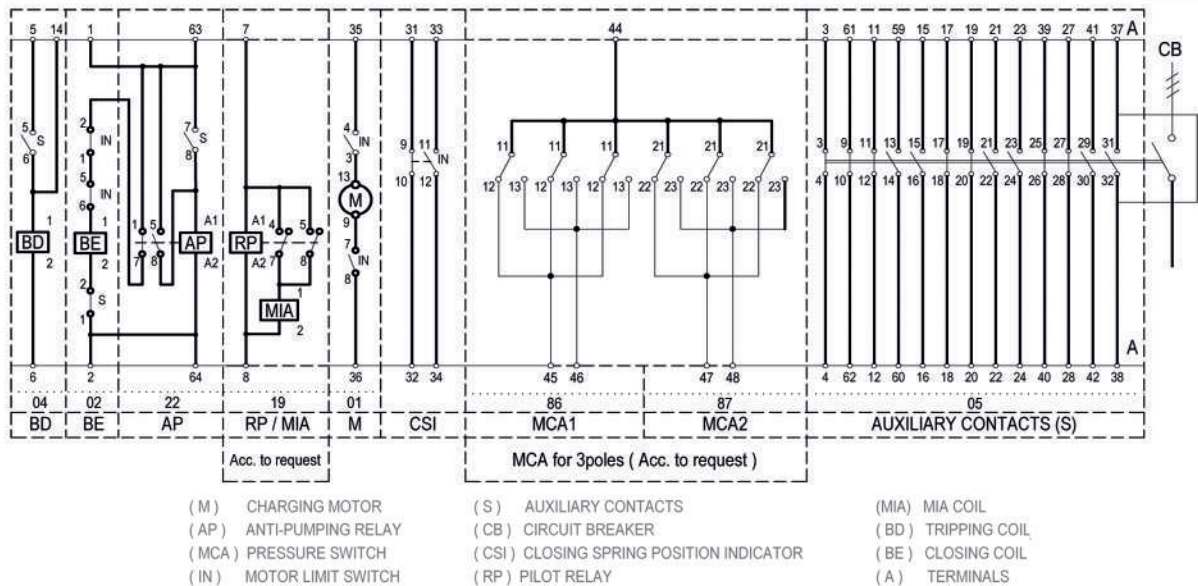 5 14 1 63 7 35 31 33 44 3 61 11 59 15 17 19 21 23 39 27 41 37 A
CB
5 S 6
2 IN 1
5 IN 6
7 S 8
4 IN 3
9 11 IN
10 12
11 11 11 21 21 21
12 13 12 13 12 13 22 23 22 23 22 23
3 9 11 13 15 17 19 21 23 25 27 29 31
4 10 12 14 16 18 20 22 24 26 28 30 32
13 M 9
7 IN 8
1 BD 2
1 BE 2
2 S 1
1 5 7 8
A1 AP A2
A1 RP A2
4 5 7 8
1 MIA 2
A
6 2 64 8 36 32 34 45 46 47 48 4 62 12 60 16 18 20 22 24 40 28 42 38
04 02 22 19 01 86 87 05
BD BE AP RP / MIA M CSI MCA1 MCA2 AUXILIARY CONTACTS (S)
Acc. to request MCA for 3poles ( Acc. to request )
( M ) CHARGING MOTOR ( S ) AUXILIARY CONTACTS (MIA) MIA COIL
( AP ) ANTI-PUMPING RELAY ( CB ) CIRCUIT BREAKER ( BD ) TRIPPING COIL
( MCA ) PRESSURE SWITCH ( CSI ) CLOSING SPRING POSITION INDICATOR ( BE ) CLOSING COIL
( IN ) MOTOR LIMIT SWITCH ( RP ) PILOT RELAY ( A ) TERMINALS